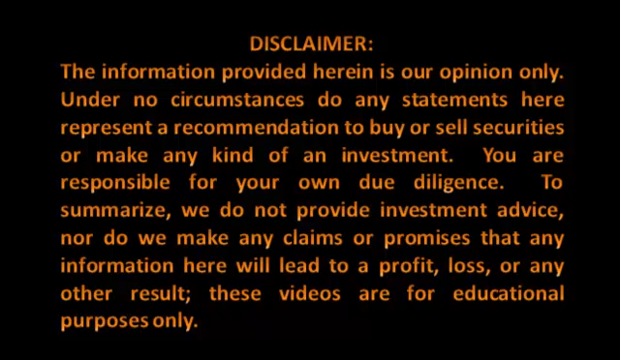 DISCLAIMER:
The information provided herein is our opinion only.
Under no circumstances do any statements here
represent a recommendation to buy or sell securities
or make any kind of an investment. You are
responsible for your own due diligence. To
summarize, we do not provide investment advice,
nor do we make any claims or promises that any
information here will lead to a profit, loss, or any
other result; these videos are for educational
purposes only.